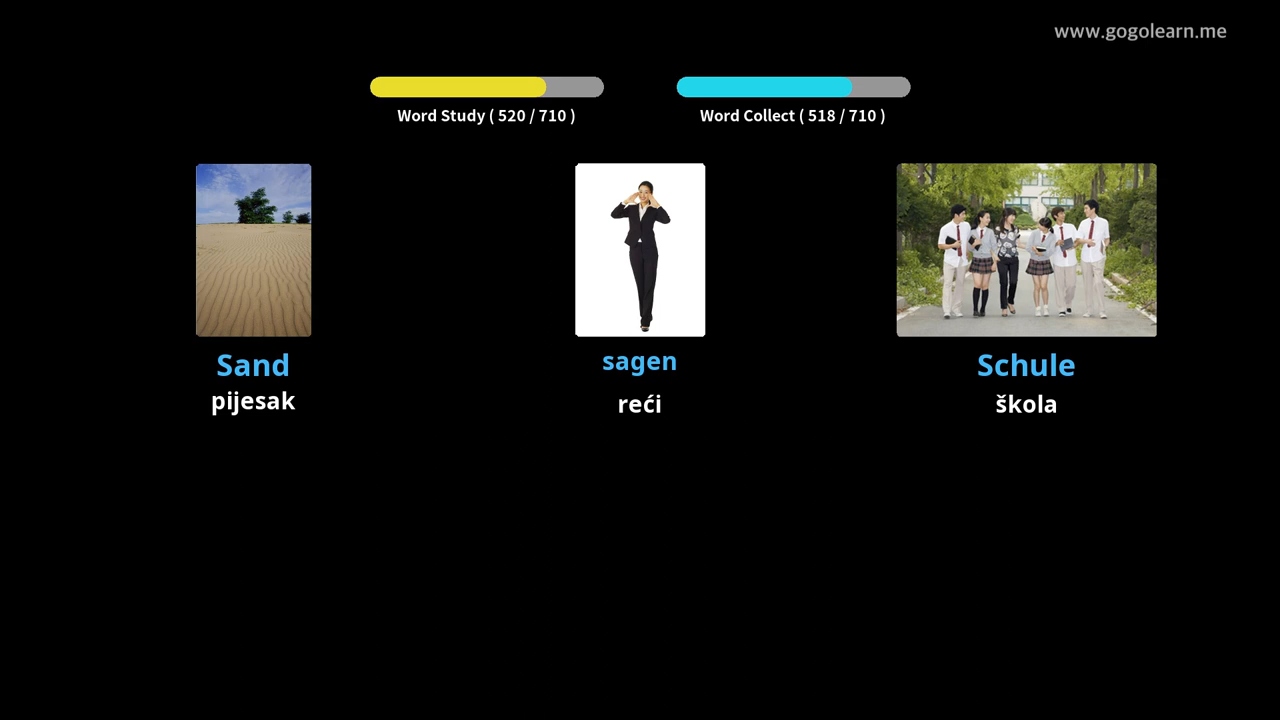 www.gogolearn.me
Word Study ( 520 / 710 )
Word Collect ( 518 / 710 )
Sand
pijesak
sagen
reći
Schule
škola